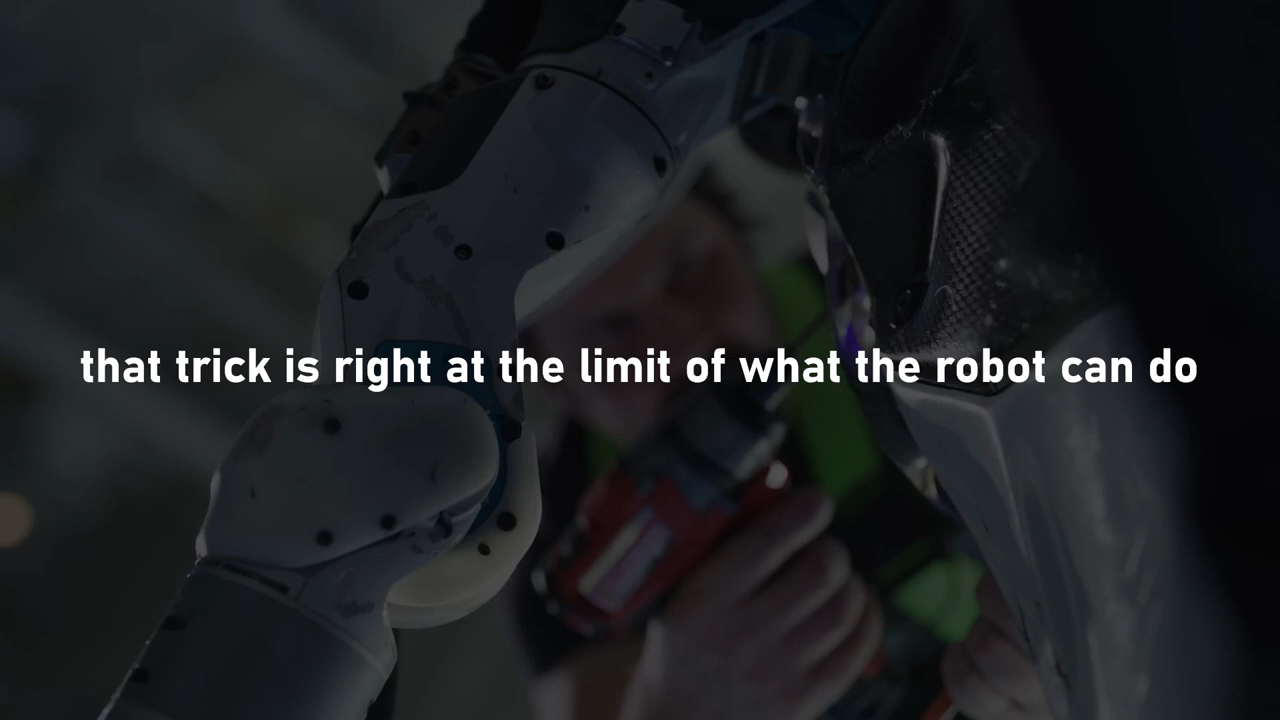 that trick is right at the limit of what the robot can do